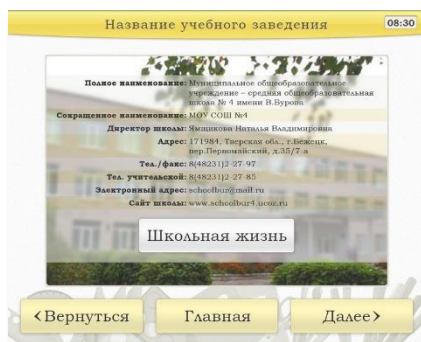 Название учебного заведения
08:30
Полное наименование: Муниципальное общеобразовательное
учреждение – средняя общеобразовательная
школа № 4 имени В.Бурова
Сокращенное наименование: МОУ СОШ №4
Директор школы: Ямщикова Наталья Владимировна
Адрес: 171984, Тверская обл., г.Бежецк,
пер.Первомайский, д.35/7-а
Тел./факс: 8(48231)2-27-97
Тел. учительской: 8(48231)2-27-85
Электронный адрес: schoolbur@mail.ru
Сайт школы: www.schoolbur4.ucoz.ru
Школьная жизнь
‹Вернуться
Главная
Далее›